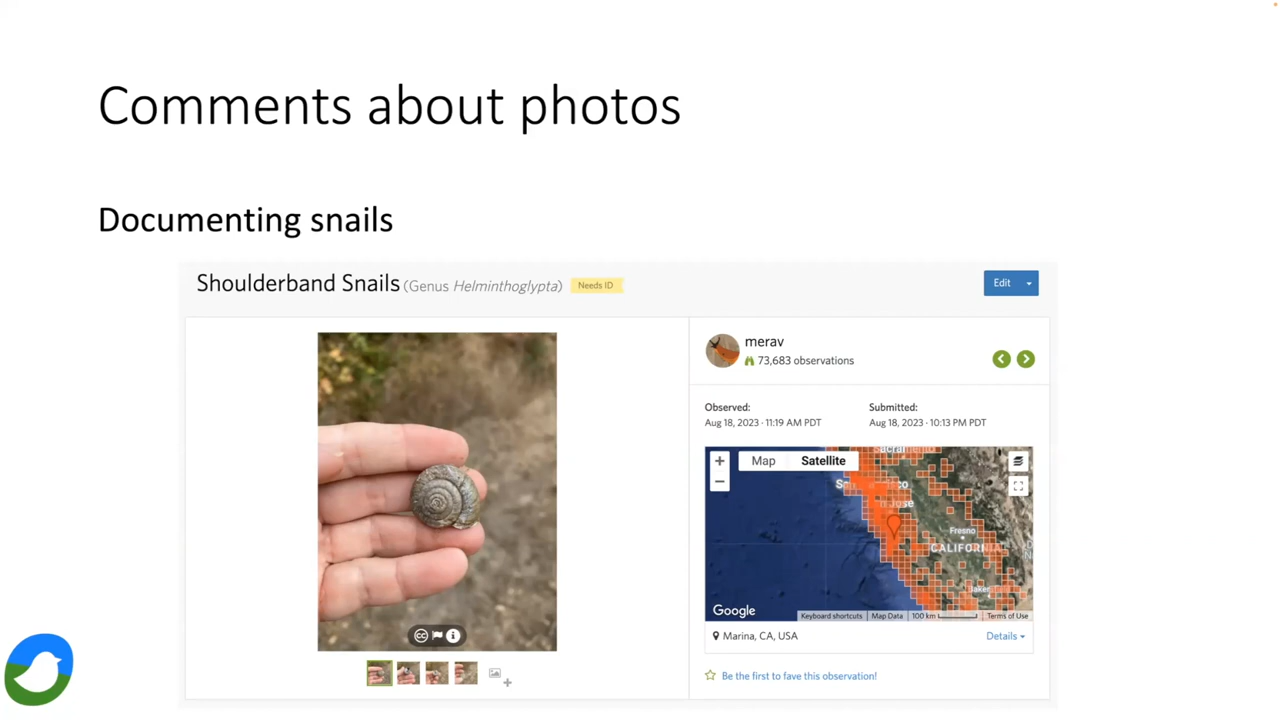 Comments about photos
Documenting snails
Shoulderband Snails (Genus Helminthoglypta) Needs ID
Edit
merav
73,683 observations
Observed:
Aug 18, 2023 · 11:19 AM PDT
Submitted:
Aug 18, 2023 · 10:13 PM PDT
Map Satellite
Sacramento
Fresno
CALIFOR
Google
Keyboard shortcuts Map Data 100 km Terms of Use
Marina, CA, USA
Details
Be the first to fave this observation!